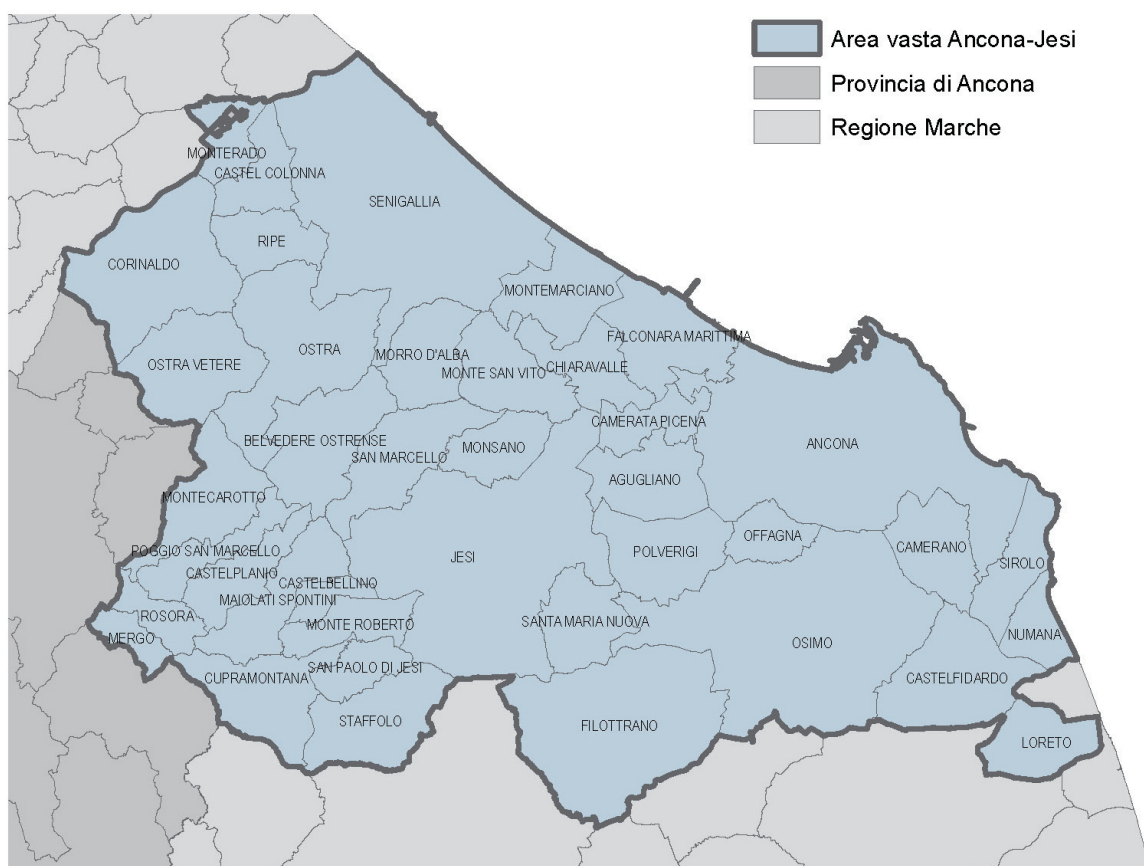 Area vasta Ancona-Jesi
Provincia di Ancona
Regione Marche
MONTERADO
CASTEL COLONNA
SENIGALLIA
RIPE
CORINALDO
MONTEMARCIANO
FALCONARA MARITTIMA
OSTRA
MORRO D'ALBA
OSTRA VETERE
CHIARAVALLE
MONTE SAN VITO
CAMERATA PICENA
BELVEDERE OSTRENSE
ANCONA
MONSANO
SAN MARCELLO
AGUGLIANO
MONTECAROTTO
OFFAGNA
CAMERANO
POGGIO SAN MARCELLO
JESI
POLVERIGI
SIROLO
CASTELPLANIO
CASTELBELLINO
MAIOLATI SPONTINI
ROSORA
MONTE ROBERTO
SANTA MARIA NUOVA
MERGO
NUMANA
OSIMO
SAN PAOLO DI JESI
CUPRAMONTANA
CASTELFIDARDO
STAFFOLO
FILOTTRANO
LORETO